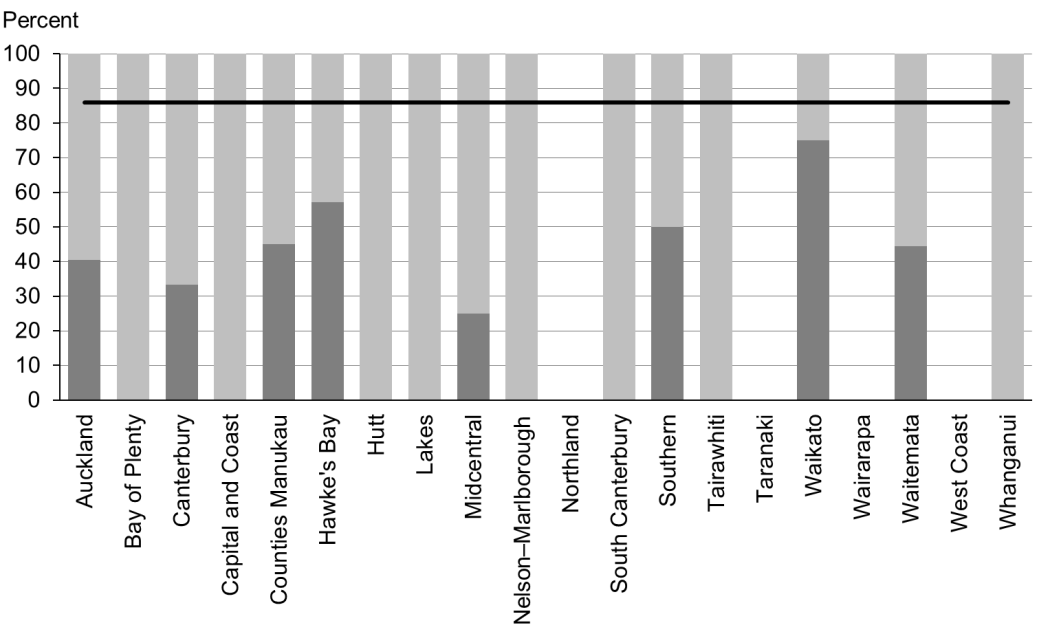 Percent
100
90
80
70
60
50
40
30
20
10
0
Auckland
Bay of Plenty
Canterbury
Capital and Coast
Counties Manukau
Hawke's Bay
Hutt
Lakes
Midcentral
Nelson–Marlborough
Northland
South Canterbury
Southern
Tairawhiti
Taranaki
Waikato
Wairarapa
Waitemata
West Coast
Whanganui